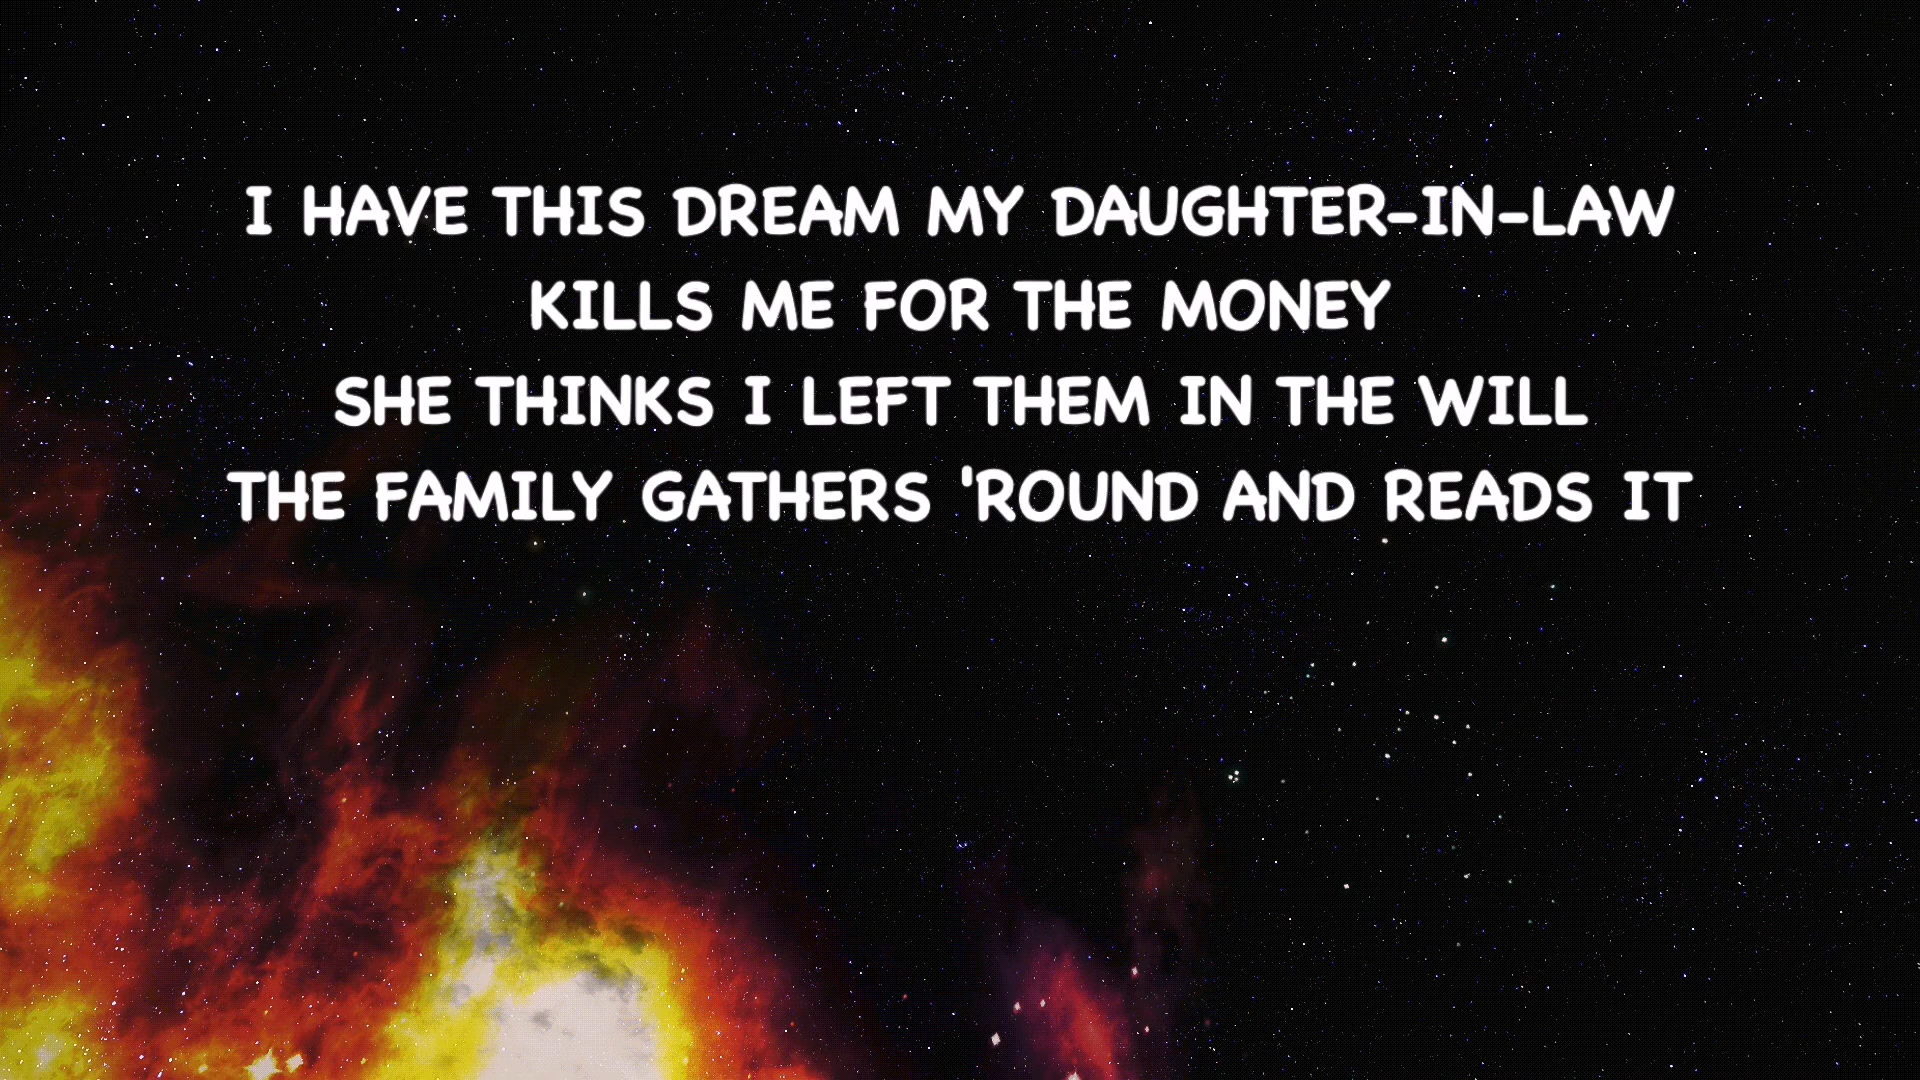 I HAVE THIS DREAM MY DAUGHTER-IN-LAW
KILLS ME FOR THE MONEY
SHE THINKS I LEFT THEM IN THE WILL
THE FAMILY GATHERS 'ROUND AND READS IT